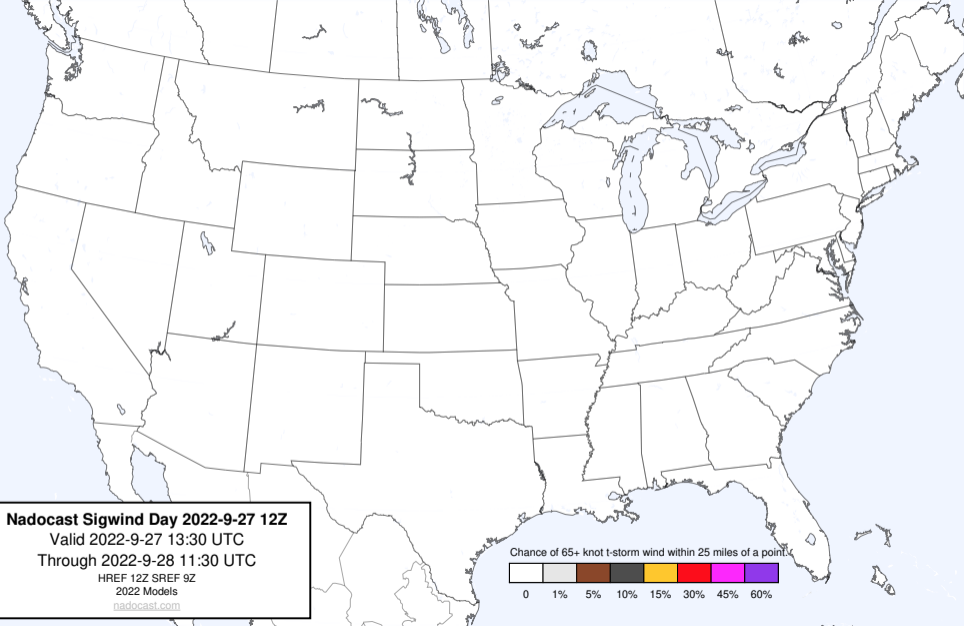 Nadocast Sigwind Day 2022-9-27 12Z
Valid 2022-9-27 13:30 UTC
Through 2022-9-28 11:30 UTC
HREF 12Z SREF 9Z
2022 Models
nadocast.com
Chance of 65+ knot t-storm wind within 25 miles of a point.
0 1% 5% 10% 15% 30% 45% 60%